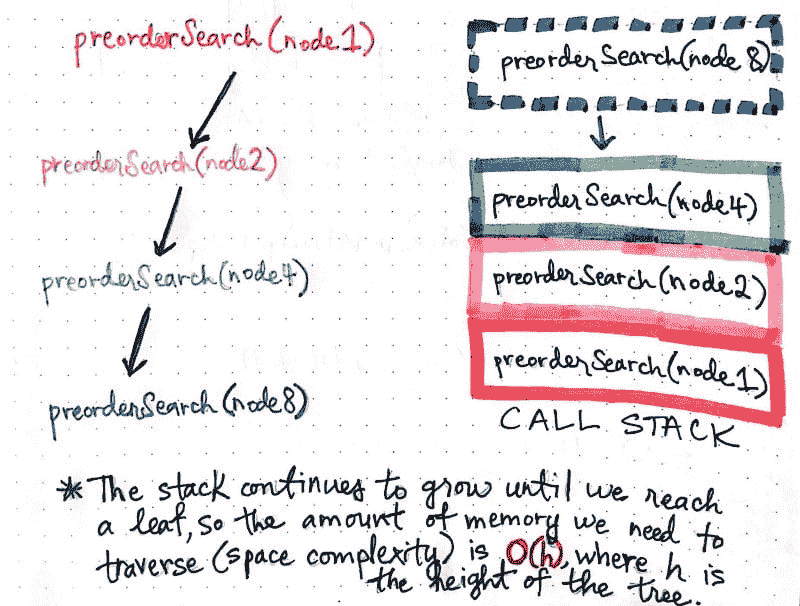 preorderSearch(node1)
preorderSearch(node2)
preorderSearch(node4)
preorderSearch(node8)
preorderSearch(node 8)
preorderSearch(node4)
preorderSearch(node2)
preorderSearch(node1)
CALL STACK
* The stack continues to grow until we reach
a leaf, so the amount of memory we need to
traverse (space complexity) is O(h), where h is
the height of the tree.